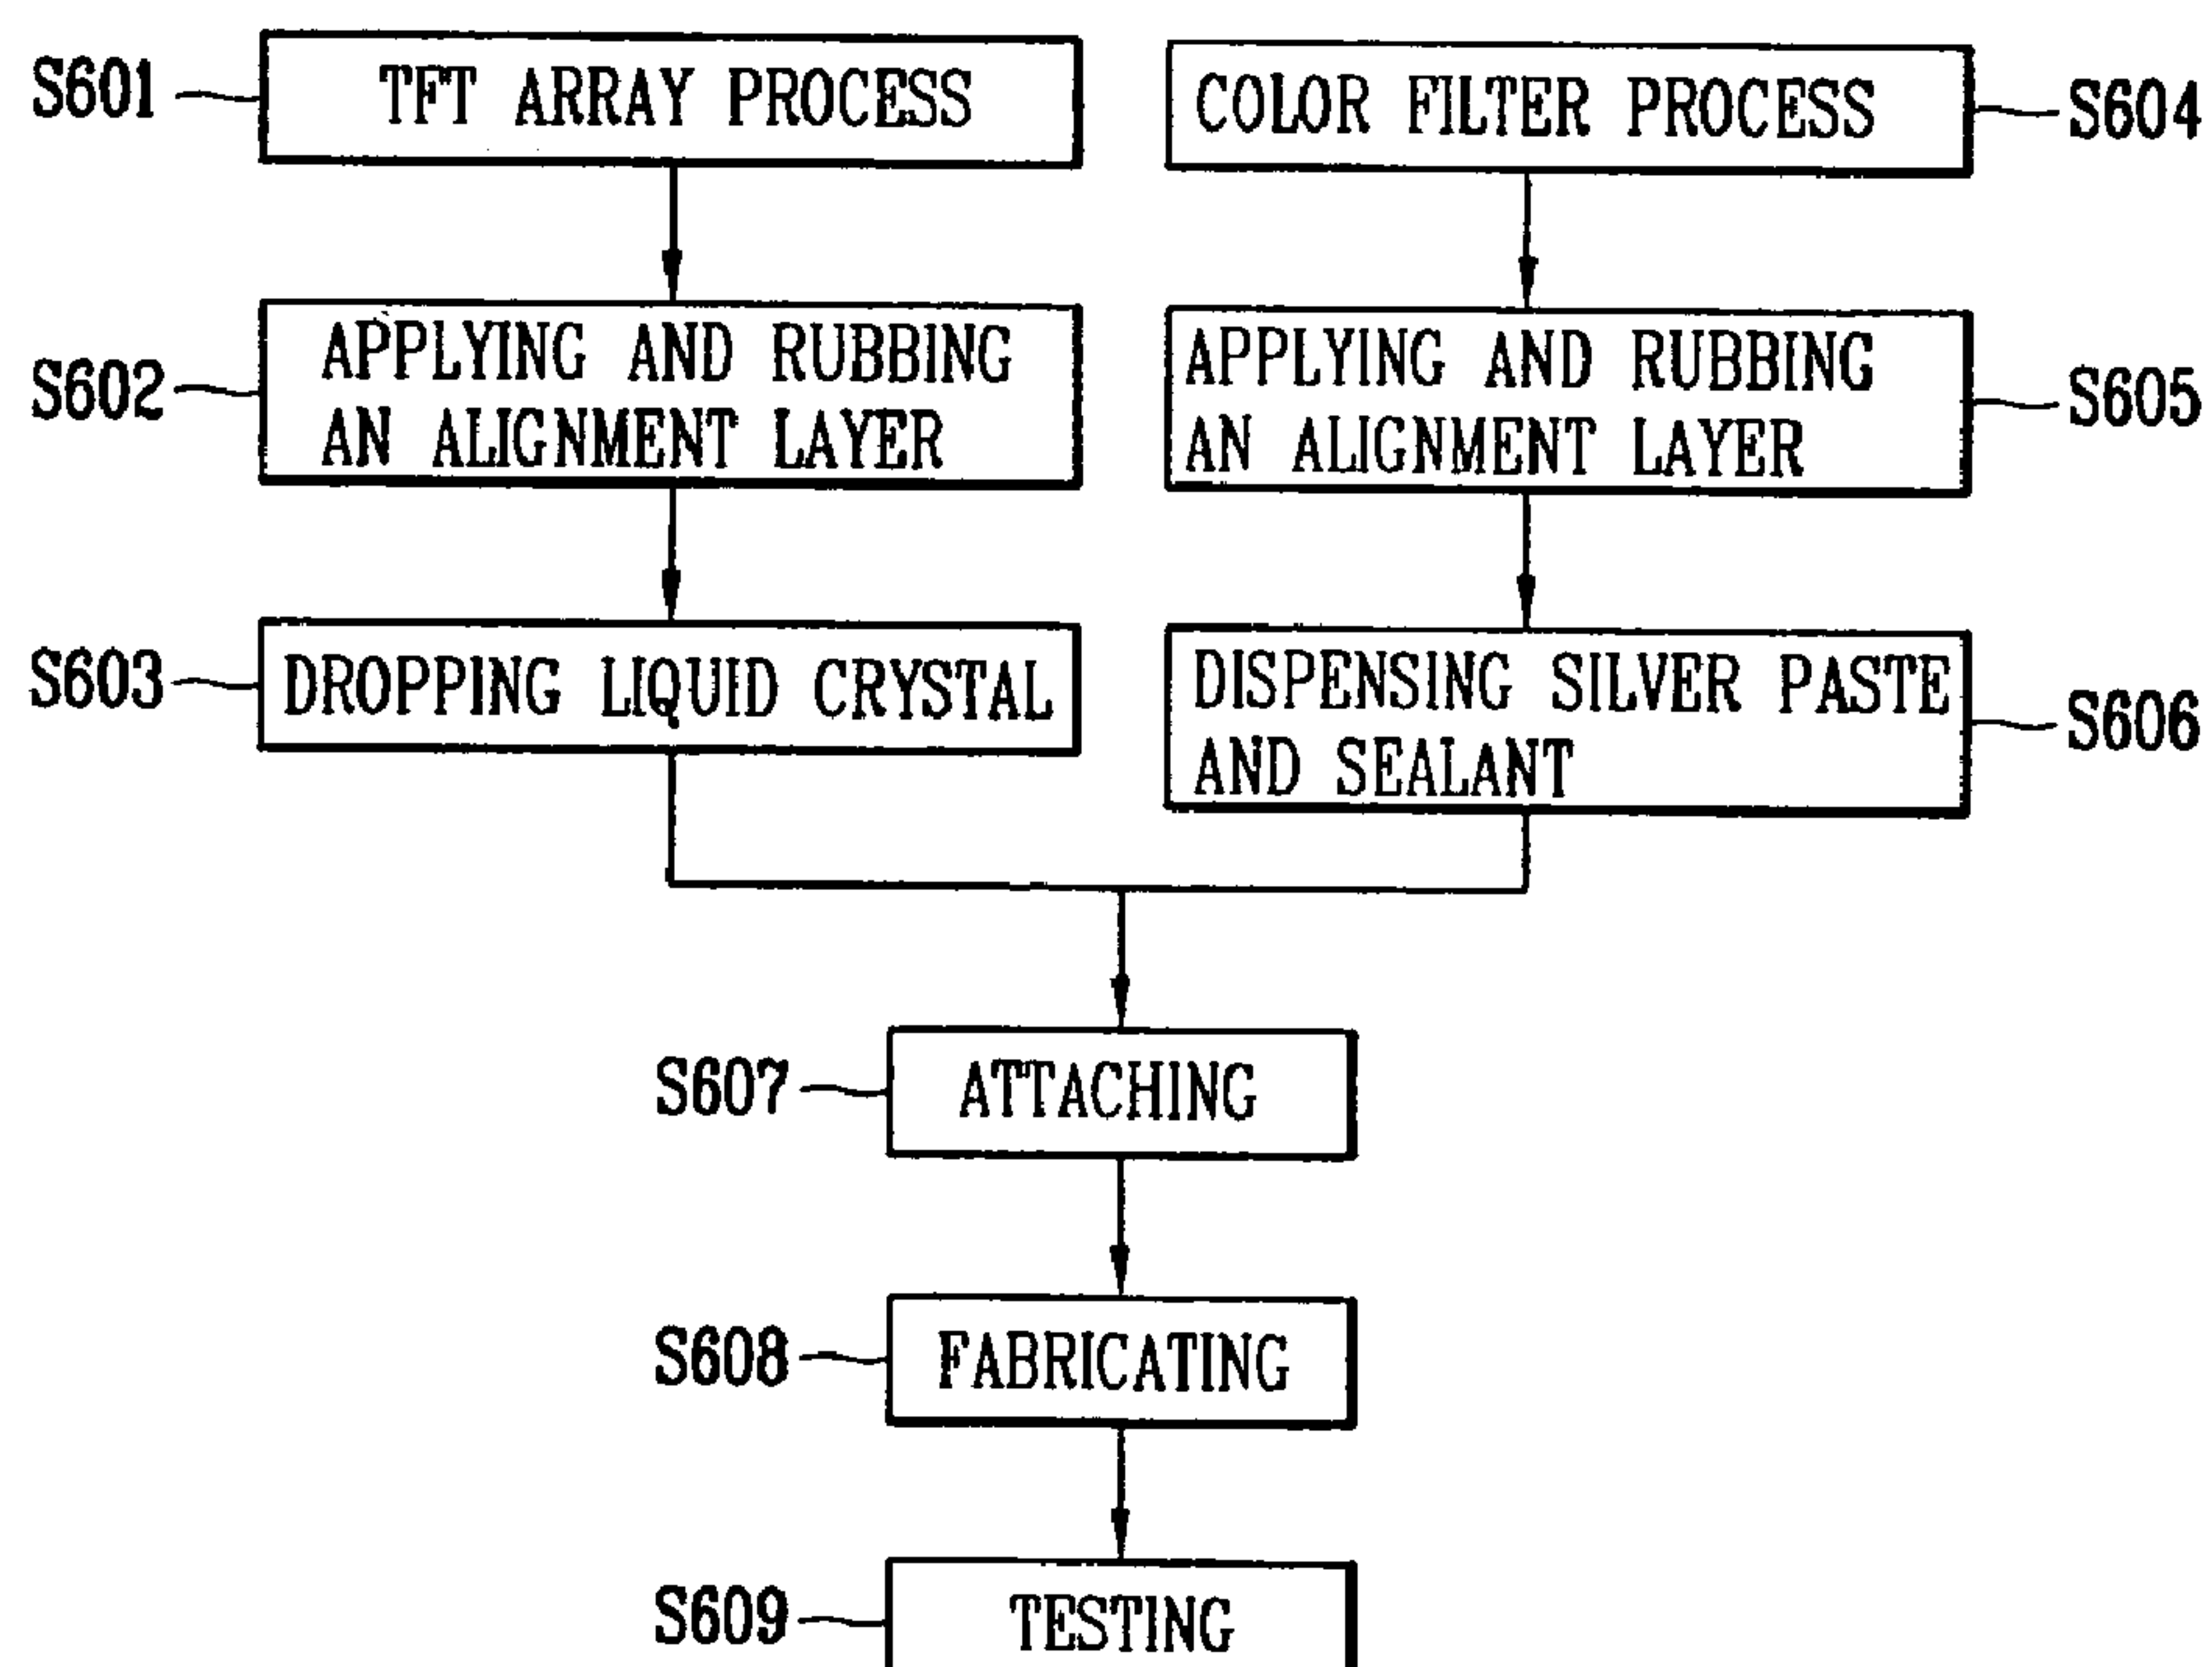 S601
TFT ARRAY PROCESS
COLOR FILTER PROCESS
S604
S602
APPLYING AND RUBBING
AN ALIGNMENT LAYER
APPLYING AND RUBBING
AN ALIGNMENT LAYER
S605
S603
DROPPING LIQUID CRYSTAL
DISPENSING SILVER PASTE
AND SEALANT
S606
S607
ATTACHING
S608
FABRICATING
S609
TESTING